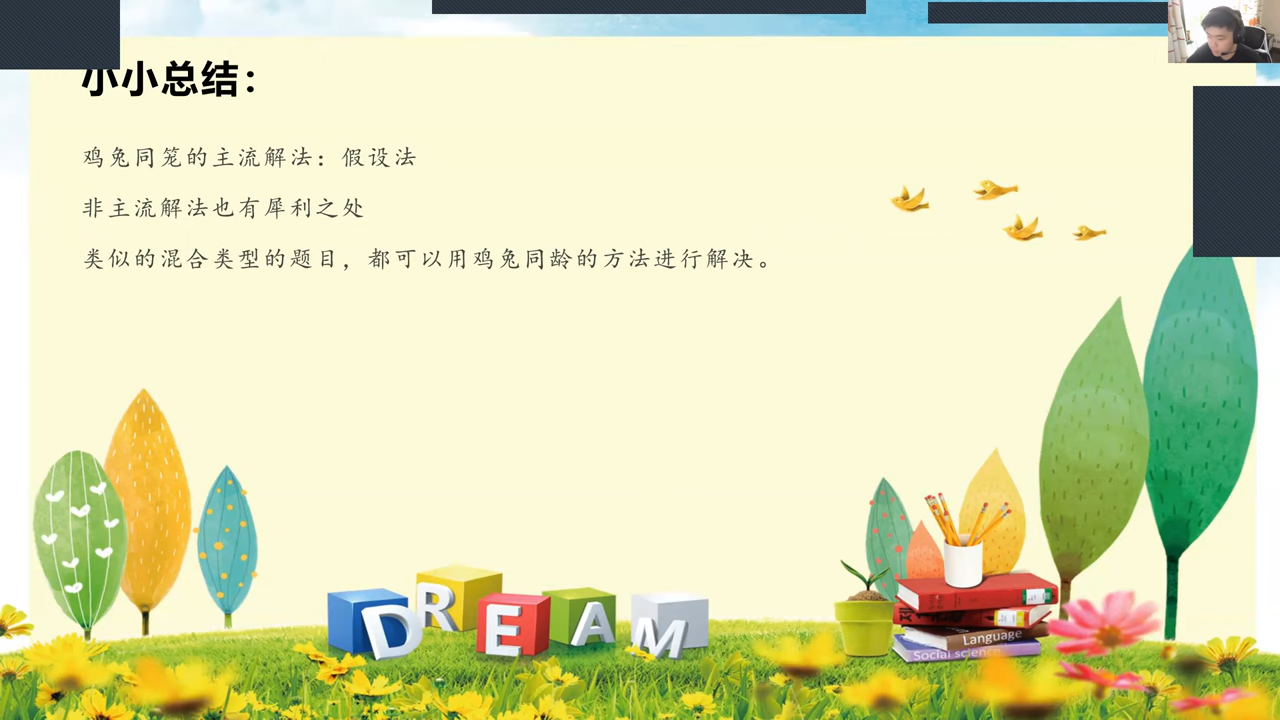 小小总结：
鸡兔同笼的主流解法：假设法
非主流解法也有犀利之处
类似的混合类型的题目，都可以用鸡兔同龄的方法进行解决。
DREAM
Language
Social science